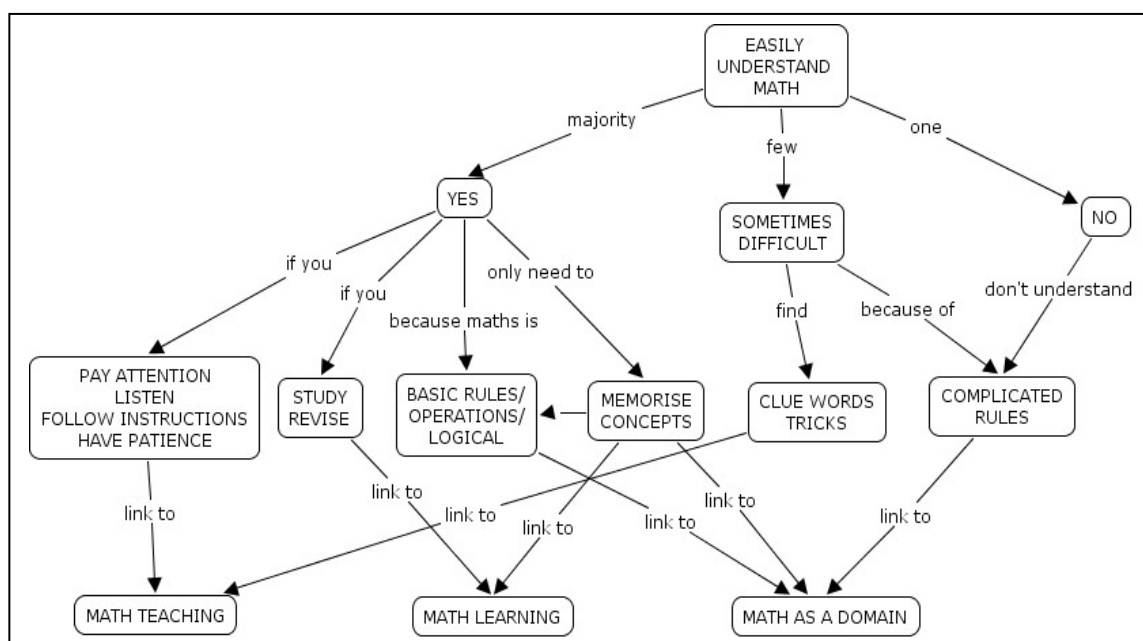 EASILY
UNDERSTAND
MATH
majority
few
one
YES
SOMETIMES
DIFFICULT
NO
if you
if you
because maths is
only need to
find
because of
don't understand
PAY ATTENTION
LISTEN
FOLLOW INSTRUCTIONS
HAVE PATIENCE
STUDY
REVISE
BASIC RULES/
OPERATIONS/
LOGICAL
MEMORISE
CONCEPTS
CLUE WORDS
TRICKS
COMPLICATED
RULES
link to
link to
link to
link to
link to
link to
link to
MATH TEACHING
MATH LEARNING
MATH AS A DOMAIN